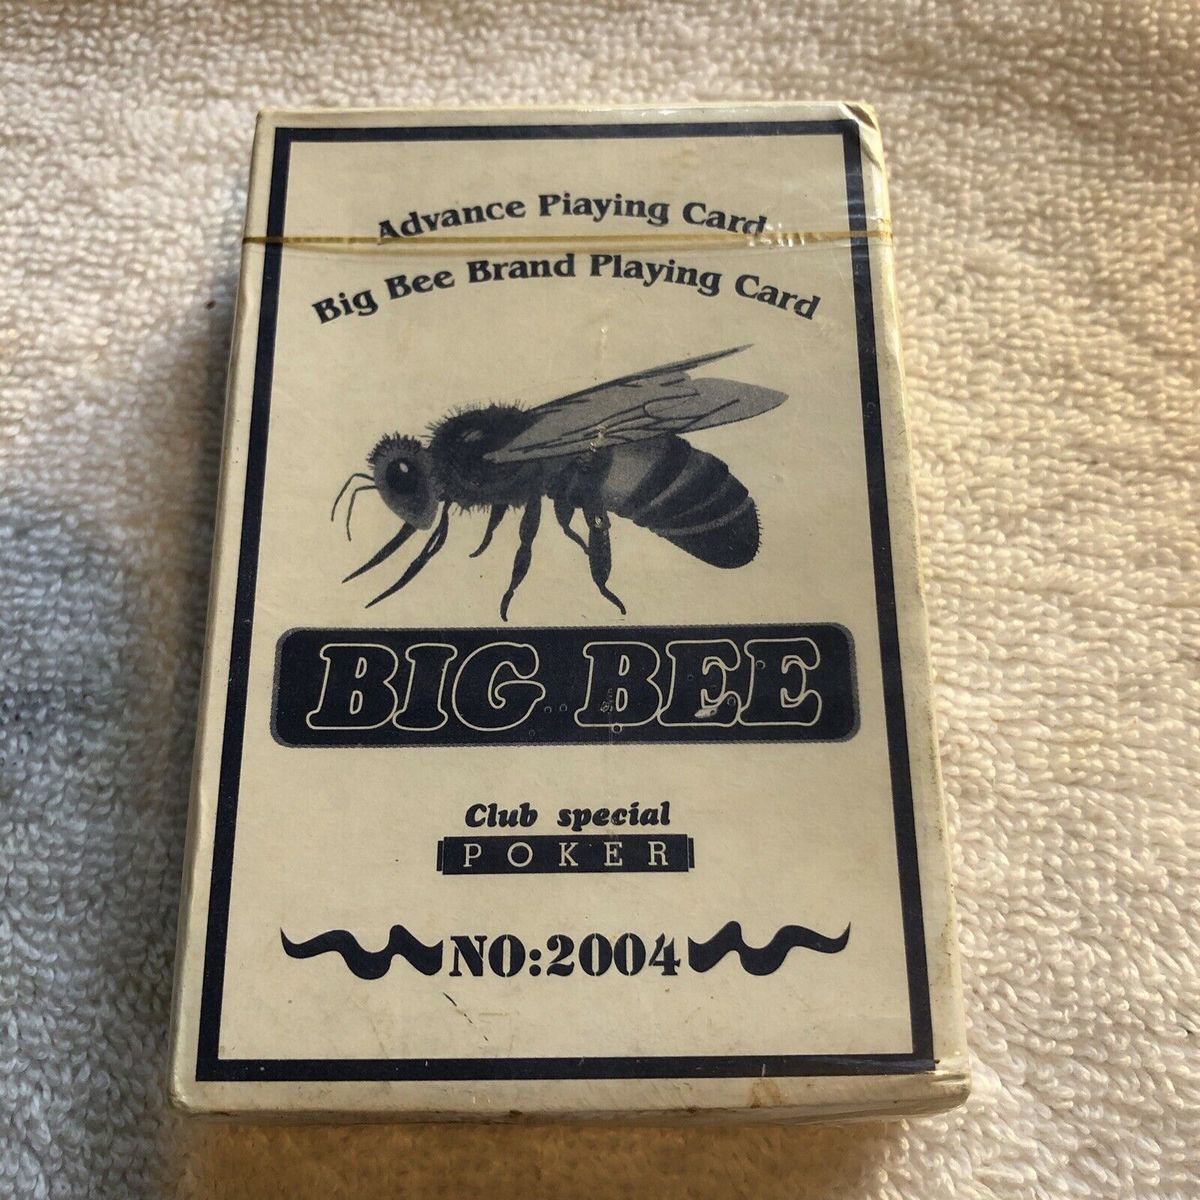 Advance Piaying Card
Big Bee Brand Playing Card
BIG BEE
Club special
POKER
NO:2004